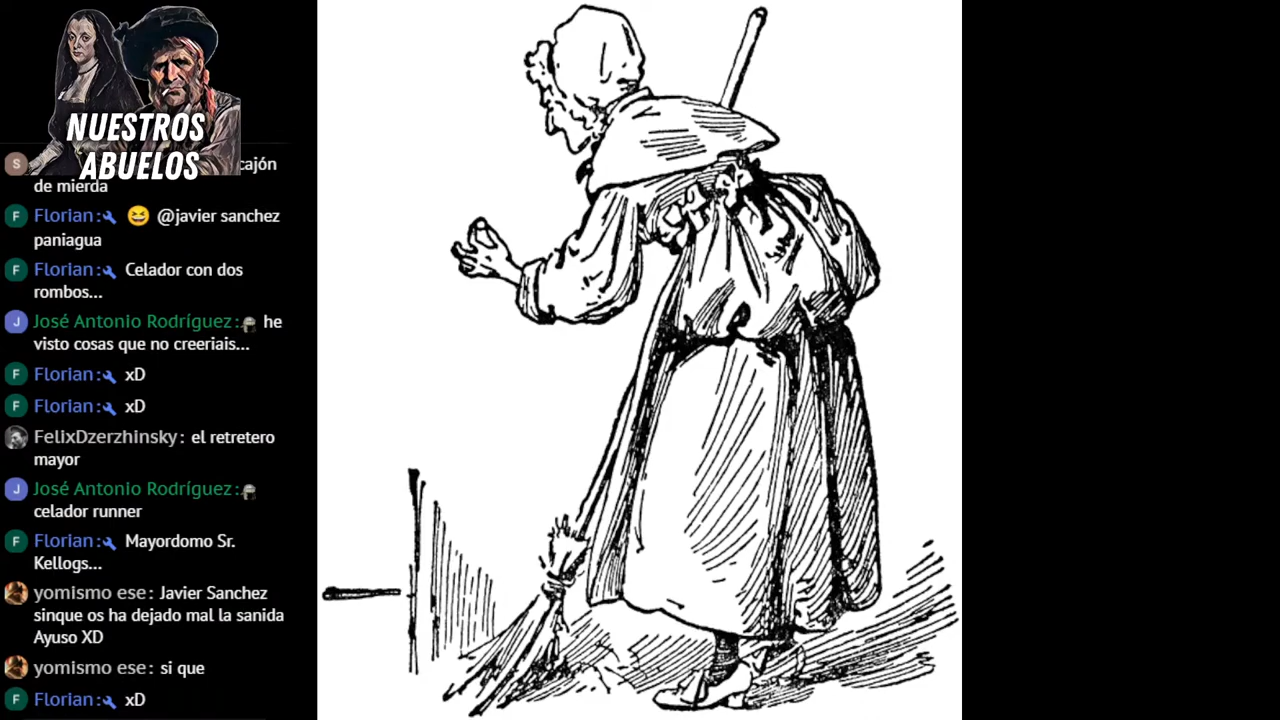 NUESTROS
ABUELOS
cajón
de mierda
Florian: 😆 @javier sanchez
paniagua
Florian: Celador con dos
rombos...
José Antonio Rodríguez: he
visto cosas que no creeriais...
Florian: xD
Florian: xD
FelixDzerzhinsky: el retretero
mayor
José Antonio Rodríguez:
celador runner
Florian: Mayordomo Sr.
Kellogs...
yomismo ese: Javier Sanchez
sinque os ha dejado mal la sanida
Ayuso XD
yomismo ese: si que
Florian: xD